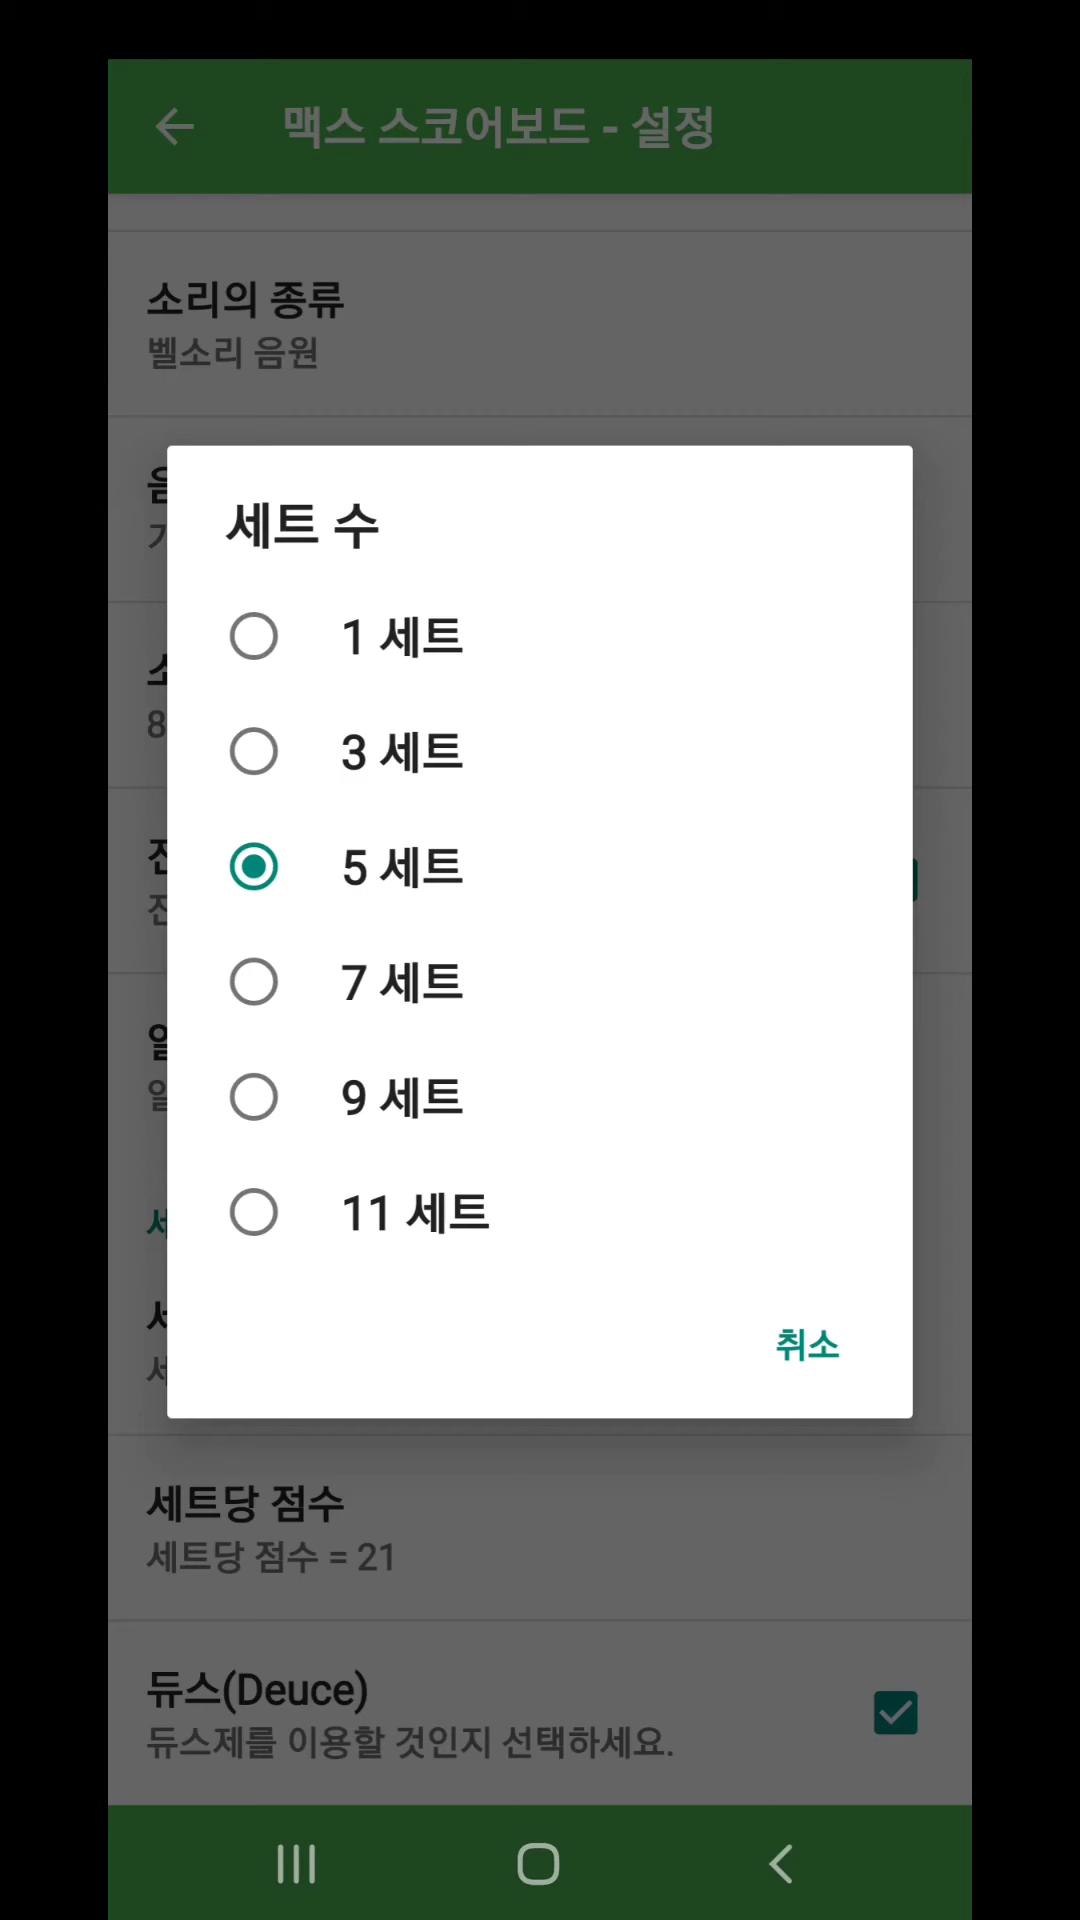 맥스 스코어보드 - 설정
소리의 종류
벨소리 음원
세트 수
1 세트
3 세트
5 세트
7 세트
9 세트
11 세트
취소
세트당 점수
세트당 점수 = 21
듀스(Deuce)
듀스제를 이용할 것인지 선택하세요.